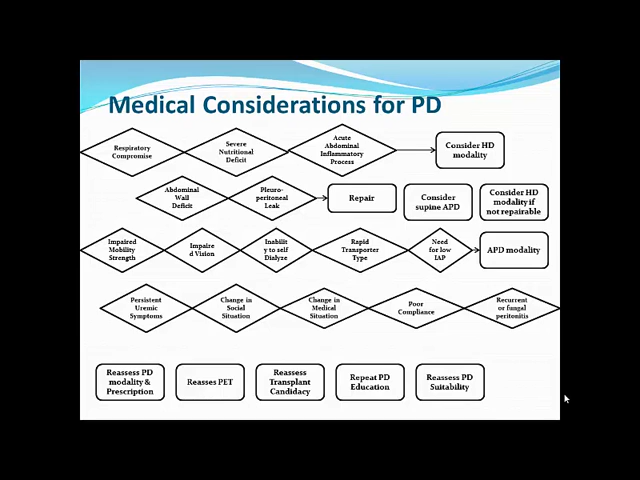 Medical Considerations for PD
Respiratory
Compromise
Severe
Nutritional
Deficit
Acute
Abdominal
Inflammatory
Process
Consider HD
modality
Abdominal
Wall
Deficit
Pleuro-
peritoneal
Leak
Repair
Consider
supine APD
Consider HD
modality if
not repairable
Impaired
Mobility
Strength
Impaire
d Vision
Inabilit
y to self
Dialyze
Rapid
Transporter
Type
Need
for low
IAP
APD modality
Persistent
Uremic
Symptoms
Change in
Social
Situation
Change in
Medical
Situation
Poor
Compliance
Recurrent
or fungal
peritonitis
Reassess PD
modality &
Prescription
Reasses PET
Reassess
Transplant
Candidacy
Repeat PD
Education
Reassess PD
Suitability